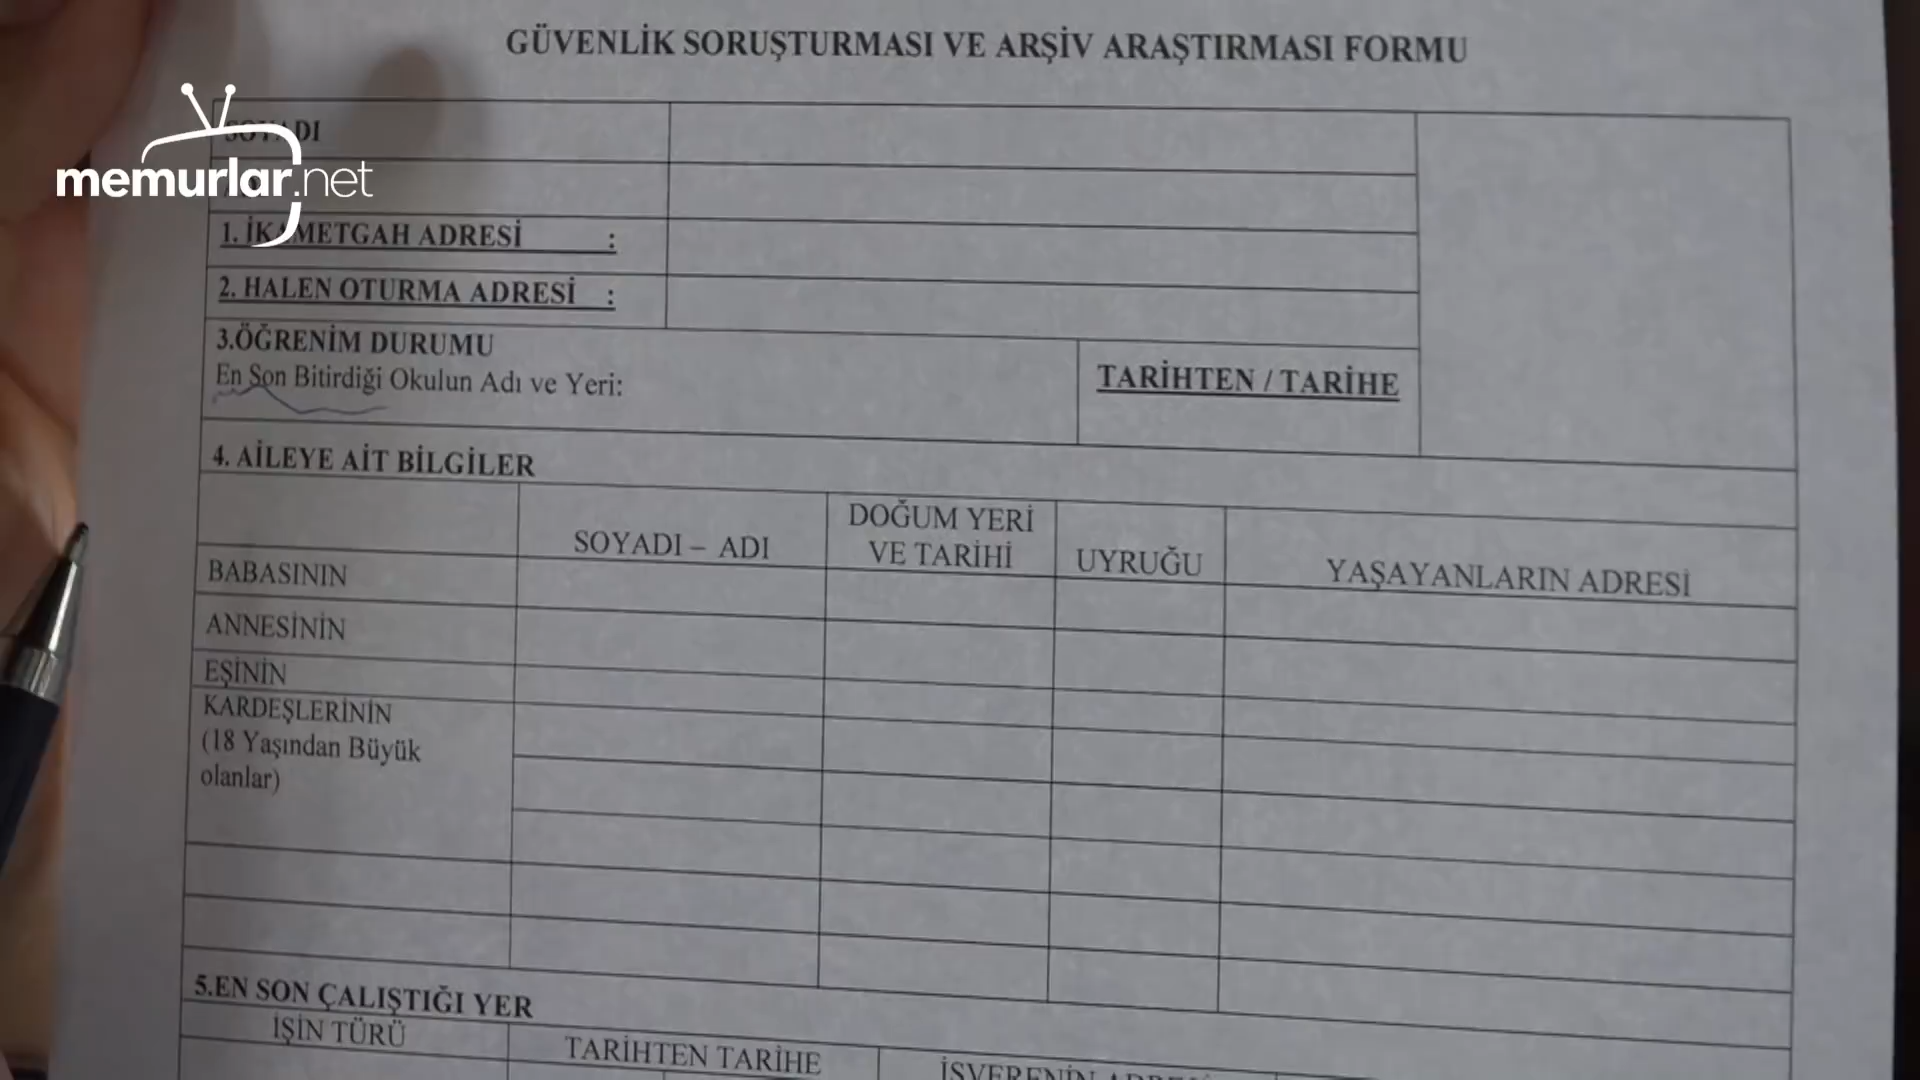 GÜVENLİK SORUŞTURMASI VE ARŞİV ARAŞTIRMASI FORMU
SOYADI
memurlar.net
1. İKAMETGAH ADRESİ :
2. HALEN OTURMA ADRESİ :
3.ÖĞRENİM DURUMU
En Son Bitirdiği Okulun Adı ve Yeri:
TARİHTEN / TARİHE
4. AİLEYE AİT BİLGİLER
SOYADI – ADI
DOĞUM YERİ
VE TARİHİ
UYRUĞU
YAŞAYANLARIN ADRESİ
BABASININ
ANNESİNİN
EŞİNİN
KARDEŞLERİNİN
(18 Yaşından Büyük
olanlar)
5.EN SON ÇALIŞTIĞI YER
İŞİN TÜRÜ
TARİHTEN TARİHE
İŞVERENİN